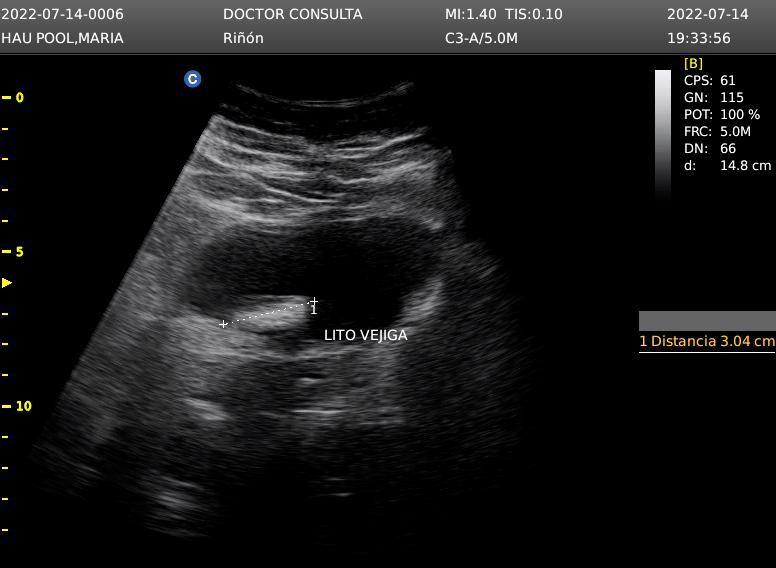 2022-07-14-0006 DOCTOR CONSULTA MI:1.40 TIS:0.10 2022-07-14
HAU POOL,MARIA Riñón C3-A/5.0M 19:33:56
C
[B]
CPS: 61
GN: 115
POT: 100 %
FRC: 5.0M
DN: 66
d: 14.8 cm
0
5
1
LITO VEJIGA
1 Distancia 3.04 cm
10